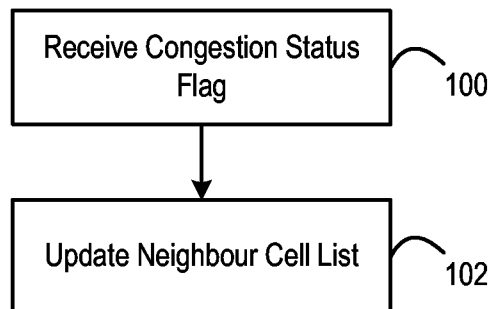 Receive Congestion Status
Flag
100
Update Neighbour Cell List
102